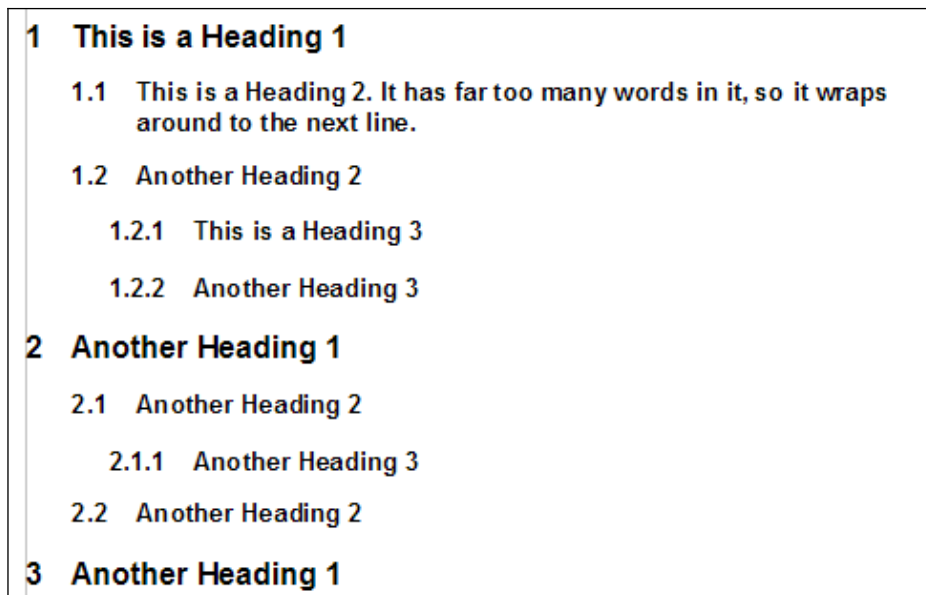 1 This is a Heading 1
1.1 This is a Heading 2. It has far too many words in it, so it wraps
around to the next line.
1.2 Another Heading 2
1.2.1 This is a Heading 3
1.2.2 Another Heading 3
2 Another Heading 1
2.1 Another Heading 2
2.1.1 Another Heading 3
2.2 Another Heading 2
3 Another Heading 1